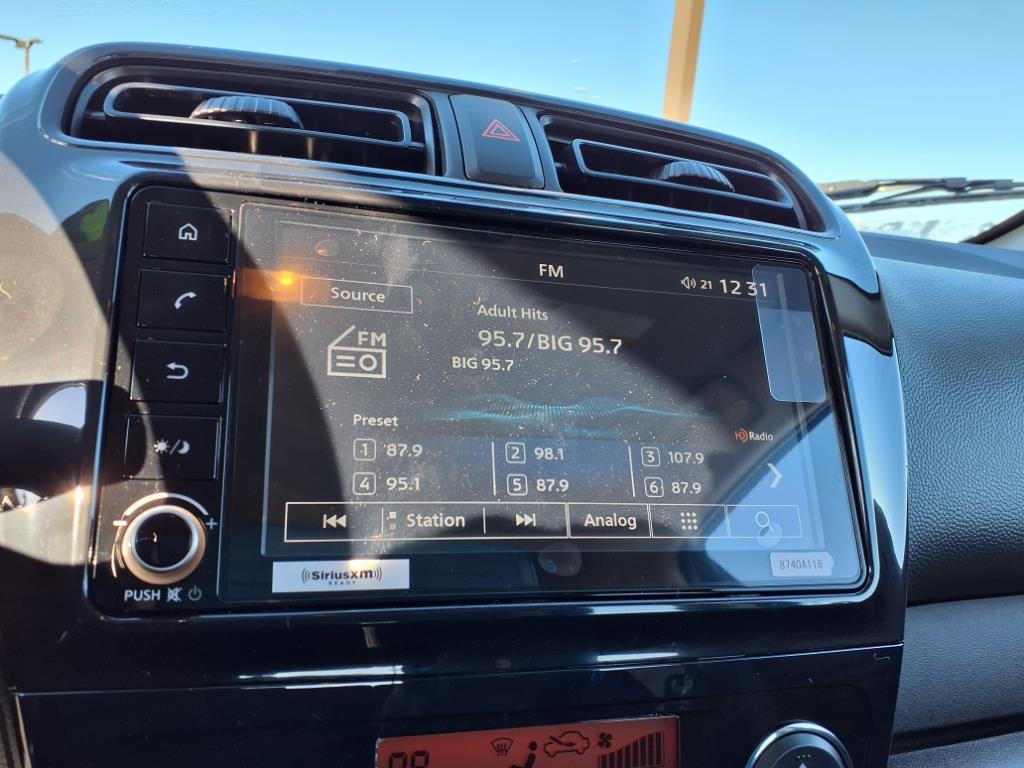 FM
21 12 31
Source
FM
Adult Hits
95.7/BIG 95.7
BIG 95.7
Preset
HD Radio
1 87.9 2 98.1 3 107.9
4 95.1 5 87.9 6 87.9
Station Analog
8740A116
((SiriusXm))
READY
- +
PUSH